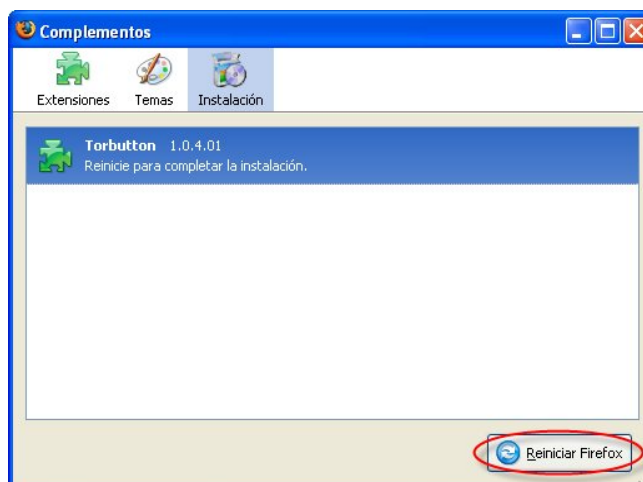 Complementos
Extensiones Temas Instalación
Torbutton 1.0.4.01
Reinicie para completar la instalación.
Reiniciar Firefox